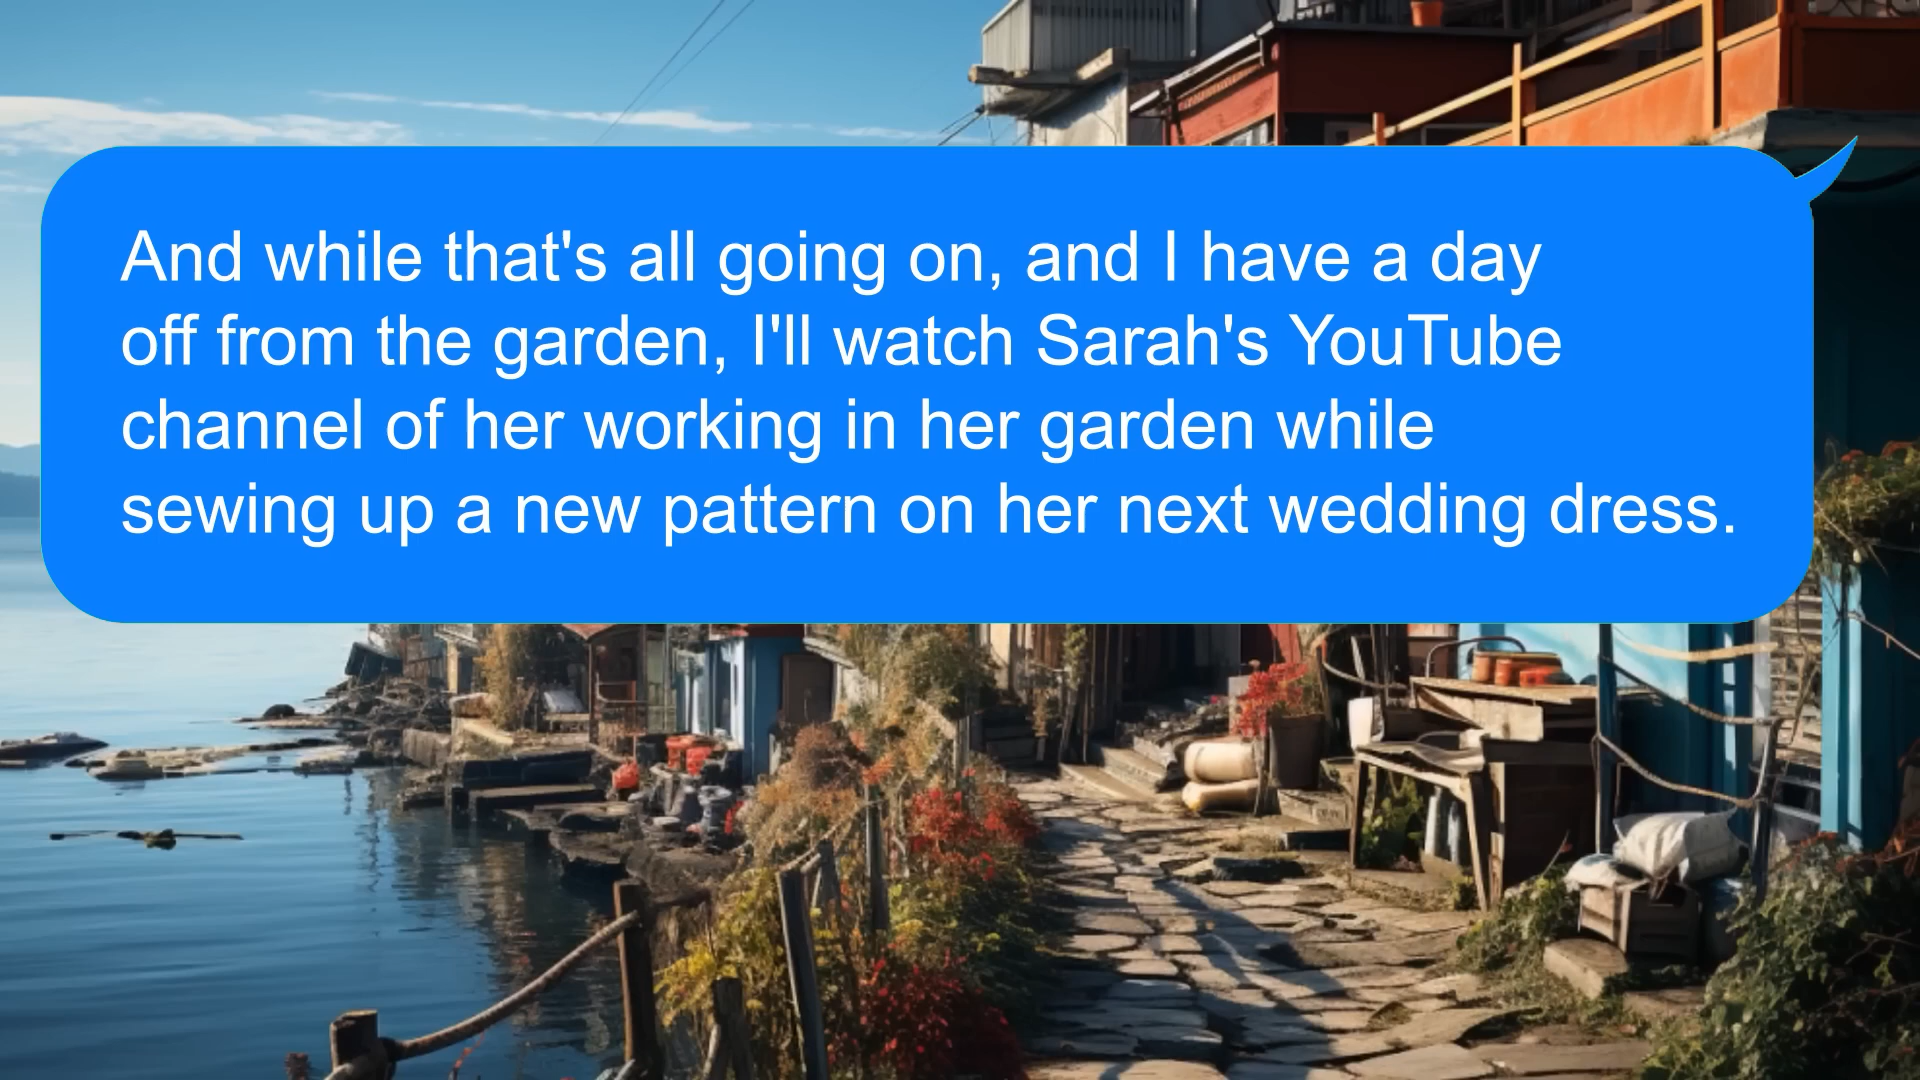 And while that's all going on, and I have a day
off from the garden, I'll watch Sarah's YouTube
channel of her working in her garden while
sewing up a new pattern on her next wedding dress.